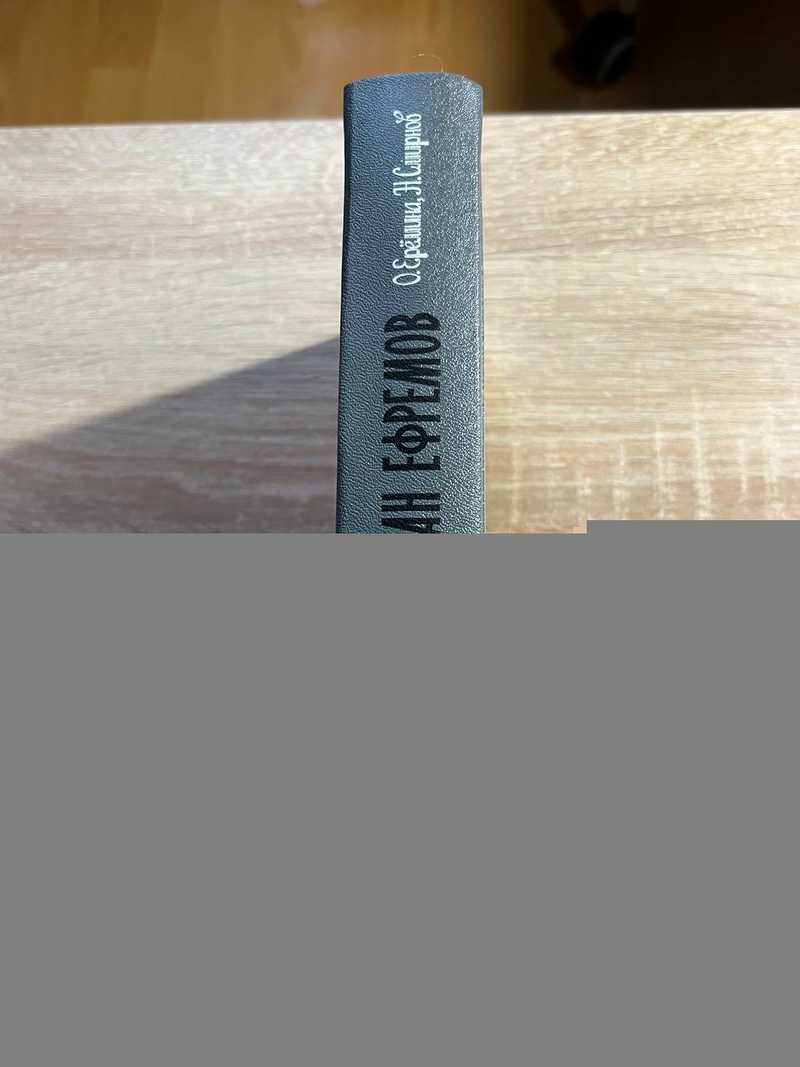 О. Ерёмина, Н. Смирнов
АН ЕФРЕМОВ